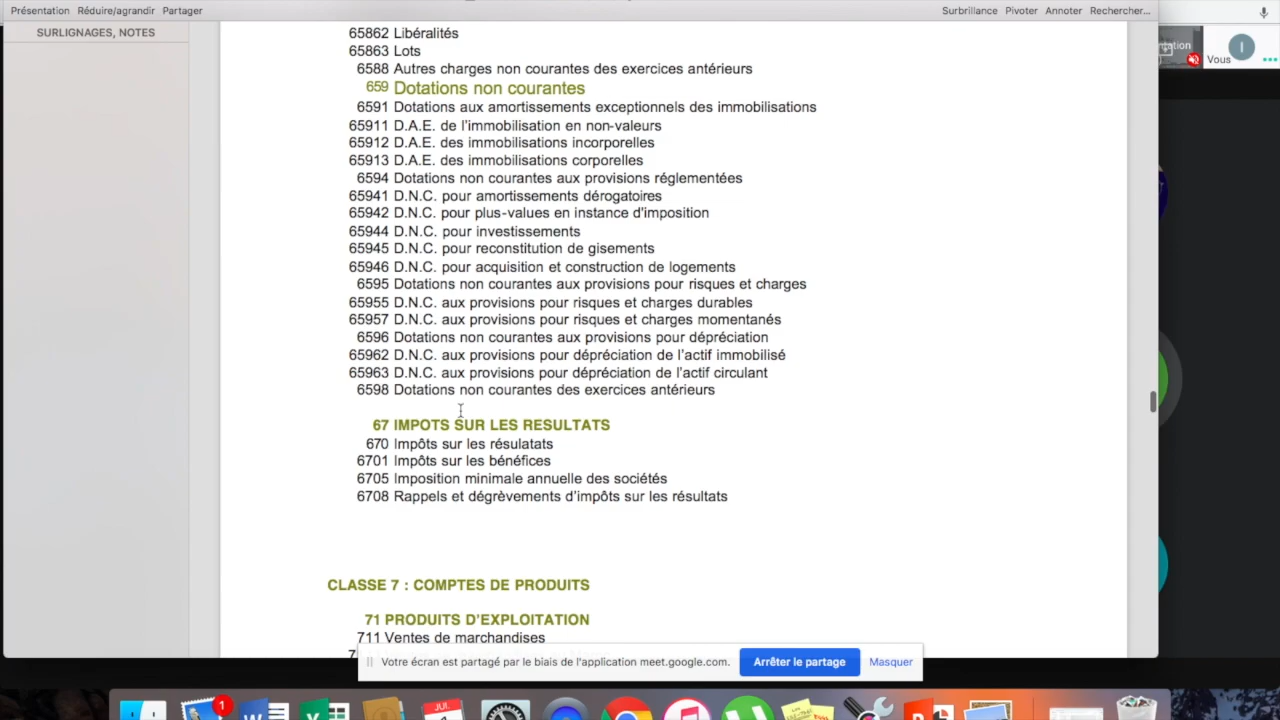 Présentation Réduire/agrandir Partager
Surbrillance Pivoter Annoter Rechercher...
SURLIGNAGES, NOTES
Vous
I
65862 Libéralités
65863 Lots
6588 Autres charges non courantes des exercices antérieurs
659 Dotations non courantes
6591 Dotations aux amortissements exceptionnels des immobilisations
65911 D.A.E. de l'immobilisation en non-valeurs
65912 D.A.E. des immobilisations incorporelles
65913 D.A.E. des immobilisations corporelles
6594 Dotations non courantes aux provisions réglementées
65941 D.N.C. pour amortissements dérogatoires
65942 D.N.C. pour plus-values en instance d'imposition
65944 D.N.C. pour investissements
65945 D.N.C. pour reconstitution de gisements
65946 D.N.C. pour acquisition et construction de logements
6595 Dotations non courantes aux provisions pour risques et charges
65955 D.N.C. aux provisions pour risques et charges durables
65957 D.N.C. aux provisions pour risques et charges momentanés
6596 Dotations non courantes aux provisions pour dépréciation
65962 D.N.C. aux provisions pour dépréciation de l'actif immobilisé
65963 D.N.C. aux provisions pour dépréciation de l'actif circulant
6598 Dotations non courantes des exercices antérieurs
67 IMPOTS SUR LES RESULTATS
670 Impôts sur les résulatats
6701 Impôts sur les bénéfices
6705 Imposition minimale annuelle des sociétés
6708 Rappels et dégrèvements d'impôts sur les résultats
CLASSE 7 : COMPTES DE PRODUITS
71 PRODUITS D'EXPLOITATION
711 Ventes de marchandises
Votre écran est partagé par le biais de l'application meet.google.com. Arrêter le partage Masquer
1
JUIL.